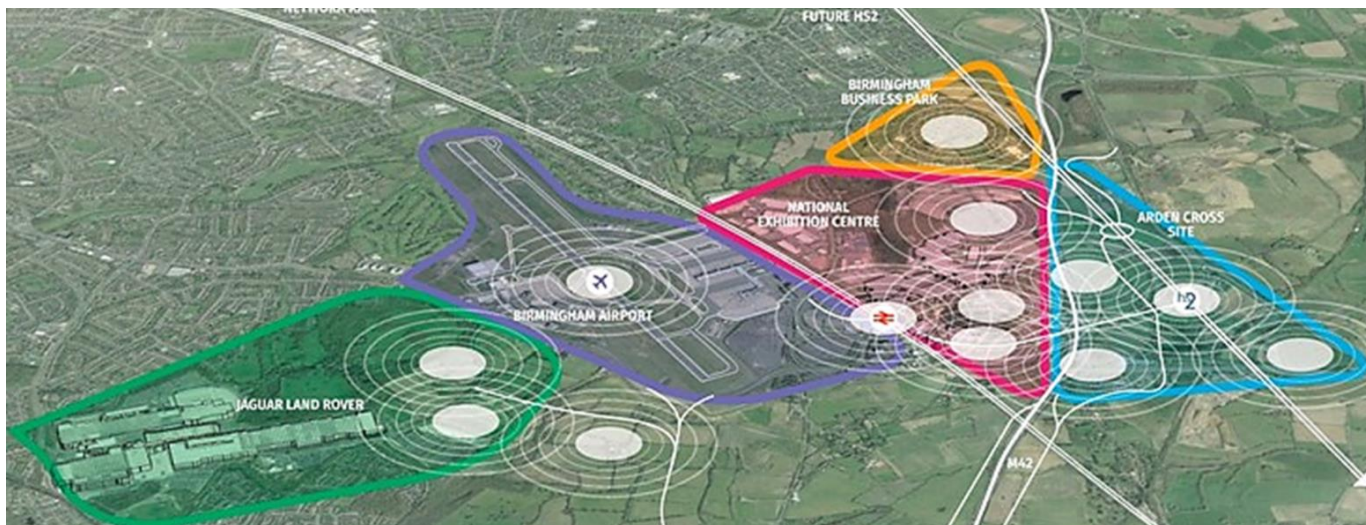 NETWORK RAIL
FUTURE HS2
BIRMINGHAM
BUSINESS PARK
NATIONAL
EXHIBITION CENTRE
ARDEN CROSS
SITE
hs2
BIRMINGHAM AIRPORT
JAGUAR LAND ROVER
M42